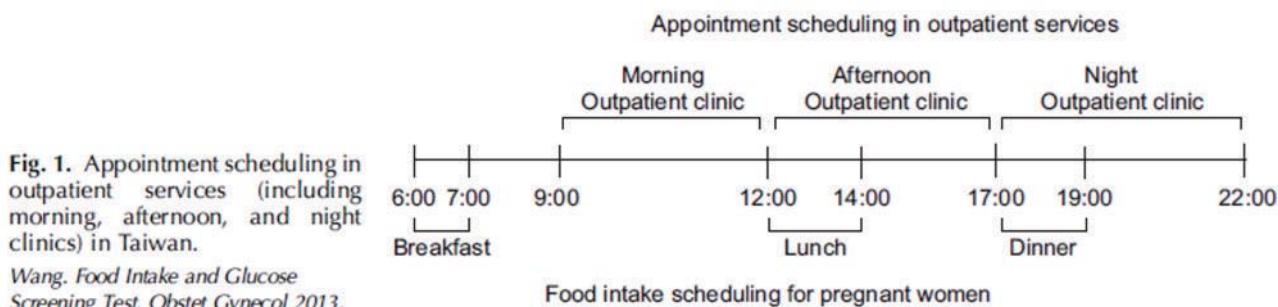 Appointment scheduling in outpatient services
Morning
Outpatient clinic
Afternoon
Outpatient clinic
Night
Outpatient clinic
Fig. 1. Appointment scheduling in
outpatient services (including
morning, afternoon, and night
clinics) in Taiwan.
Wang. Food Intake and Glucose
Screening Test. Obstet Gynecol 2013.
6:00 7:00 9:00 12:00 14:00 17:00 19:00 22:00
Breakfast Lunch Dinner
Food intake scheduling for pregnant women